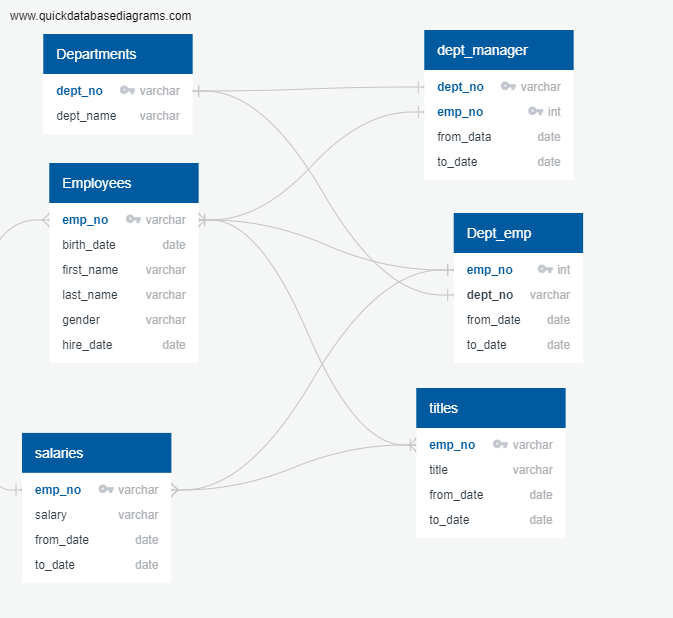 www.quickdatabasediagrams.com
Departments
dept_no varchar
dept_name varchar
dept_manager
dept_no varchar
emp_no int
from_data date
to_date date
Employees
emp_no varchar
birth_date date
first_name varchar
last_name varchar
gender varchar
hire_date date
Dept_emp
emp_no int
dept_no varchar
from_date date
to_date date
titles
emp_no varchar
title varchar
from_date date
to_date date
salaries
emp_no varchar
salary varchar
from_date date
to_date date